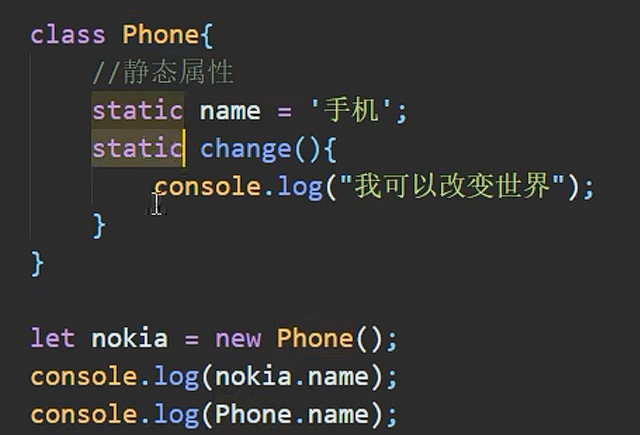 class Phone{
//静态属性
static name = '手机';
static change(){
console.log("我可以改变世界");
}
}
let nokia = new Phone();
console.log(nokia.name);
console.log(Phone.name);